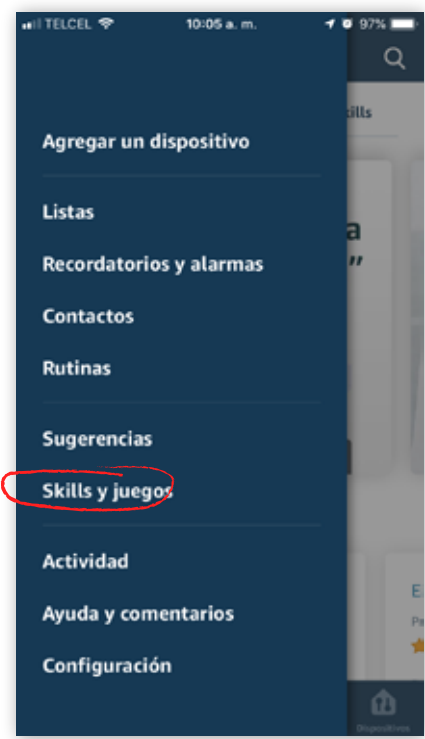 TELCEL 10:05 a. m. 97%
Agregar un dispositivo
Listas
Recordatorios y alarmas
Contactos
Rutinas
Sugerencias
Skills y juegos
Actividad
Ayuda y comentarios
Configuración
a
”
E
Dispositivos